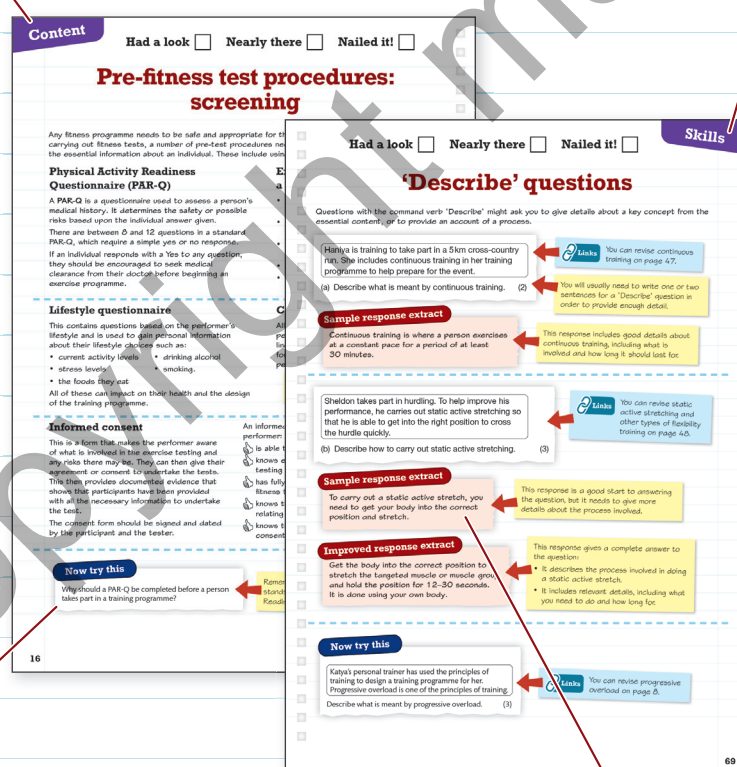 Content
Had a look Nearly there Nailed it!
Pre-fitness test procedures:
screening
Any fitness programme needs to be safe and appropriate for th
carrying out fitness tests, a number of pre-test procedures ne
the essential information about an individual. These include usin
Physical Activity Readiness
Questionnaire (PAR-Q)
A PAR-Q is a questionnaire used to assess a person's
medical history. It determines the safety or possible
risks based upon the individual answer given.
There are between 8 and 12 questions in a standard
PAR-Q, which require a simple yes or no response.
If an individual responds with a Yes to any question,
they should be encouraged to seek medical
clearance from their doctor before beginning an
exercise programme.
Lifestyle questionnaire
This contains questions based on the performer's
lifestyle and is used to gain personal information
about their lifestyle choices such as:
• current activity levels • drinking alcohol
• stress levels • smoking.
• the foods they eat
All of these can impact on their health and the design
of the training programme.
Informed consent
This is a form that makes the performer aware
of what is involved in the exercise testing and
any risks there may be. They can then give their
agreement or consent to undertake the tests.
This then provides documented evidence that
shows that participants have been provided
with all the necessary information to undertake
the test.
The consent form should be signed and dated
by the participant and the tester.
An informed
performer:
is able t
knows e
testing
has fully
fitness t
knows t
relating
knows t
consent
Now try this
Why should a PAR-Q be completed before a person
takes part in a training programme?
Remem
stands
Readi
16
Skills
Had a look Nearly there Nailed it!
'Describe' questions
Questions with the command verb 'Describe' might ask you to give details about a key concept from the
essential content, or to provide an account of a process.
Haniya is training to take part in a 5 km cross-country
run. She includes continuous training in her training
programme to help prepare for the event.
(a) Describe what is meant by continuous training. (2)
Links You can revise continuous
training on page 47.
You will usually need to write one or two
sentences for a 'Describe' question in
order to provide enough detail.
Sample response extract
Continuous training is where a person exercises
at a constant pace for a period of at least
30 minutes.
This response includes good details about
continuous training, including what is
involved and how long it should last for.
Sheldon takes part in hurdling. To help improve his
performance, he carries out static active stretching so
that he is able to get into the right position to cross
the hurdle quickly.
(b) Describe how to carry out static active stretching. (3)
Links You can revise static
active stretching and
other types of flexibility
training on page 48.
Sample response extract
To carry out a static active stretch, you
need to get your body into the correct
position and stretch.
This response is a good start to answering
the question, but it needs to give more
details about the process involved.
Improved response extract
Get the body into the correct position to
stretch the targeted muscle or muscle group
and hold the position for 12–30 seconds.
It is done using your own body.
This response gives a complete answer to
the question:
• It describes the process involved in doing
a static active stretch.
• It includes relevant details, including what
you need to do and how long for.
Now try this
Katya's personal trainer has used the principles of
training to design a training programme for her.
Progressive overload is one of the principles of training.
Describe what is meant by progressive overload. (3)
Links You can revise progressive
overload on page 8.
69